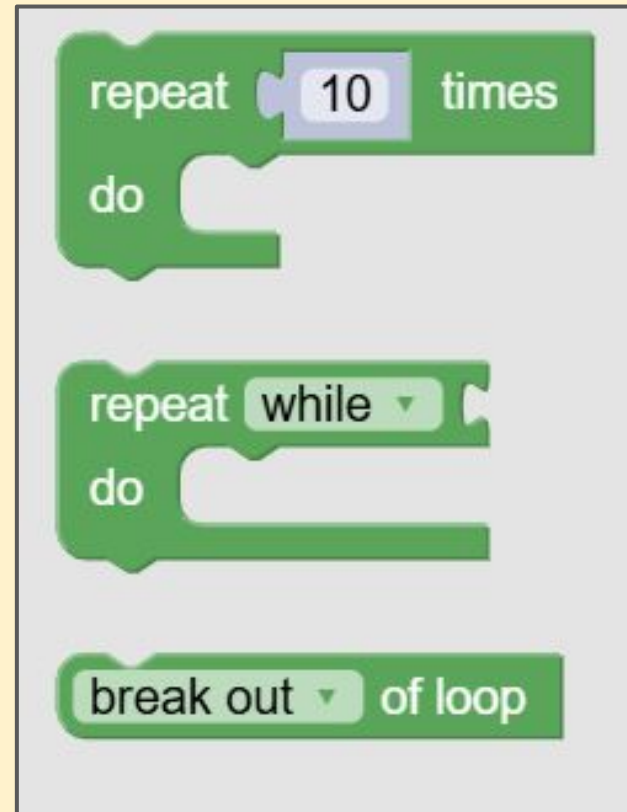 repeat 10 times
do
repeat while ▼
do
break out ▼ of loop